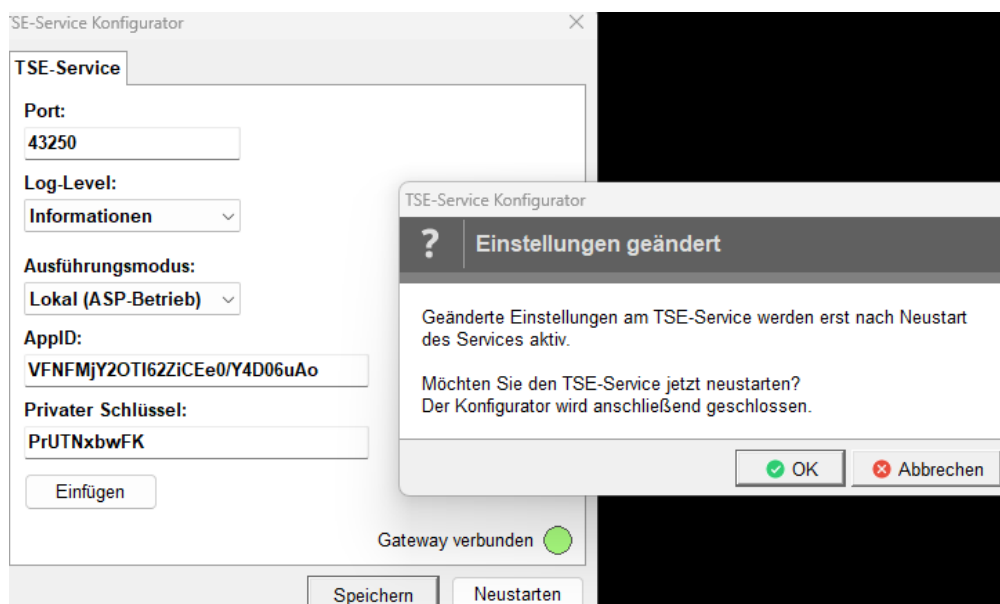 TSE-Service Konfigurator
TSE-Service
Port:
43250
Log-Level:
Informationen
Ausführungsmodus:
Lokal (ASP-Betrieb)
AppID:
VFNFMjY2OTI62ZiCEe0/Y4D06uAo
Privater Schlüssel:
PrUTNxbwFK
Einfügen
Gateway verbunden
Speichern
Neustarten
TSE-Service Konfigurator
?
Einstellungen geändert
Geänderte Einstellungen am TSE-Service werden erst nach Neustart
des Services aktiv.
Möchten Sie den TSE-Service jetzt neustarten?
Der Konfigurator wird anschließend geschlossen.
OK
Abbrechen